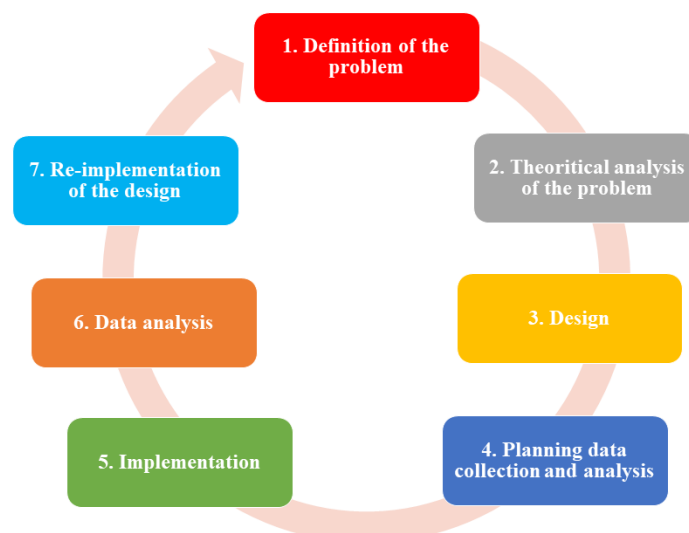 1. Definition of the
problem
2. Theoritical analysis
of the problem
3. Design
4. Planning data
collection and analysis
5. Implementation
6. Data analysis
7. Re-implementation
of the design